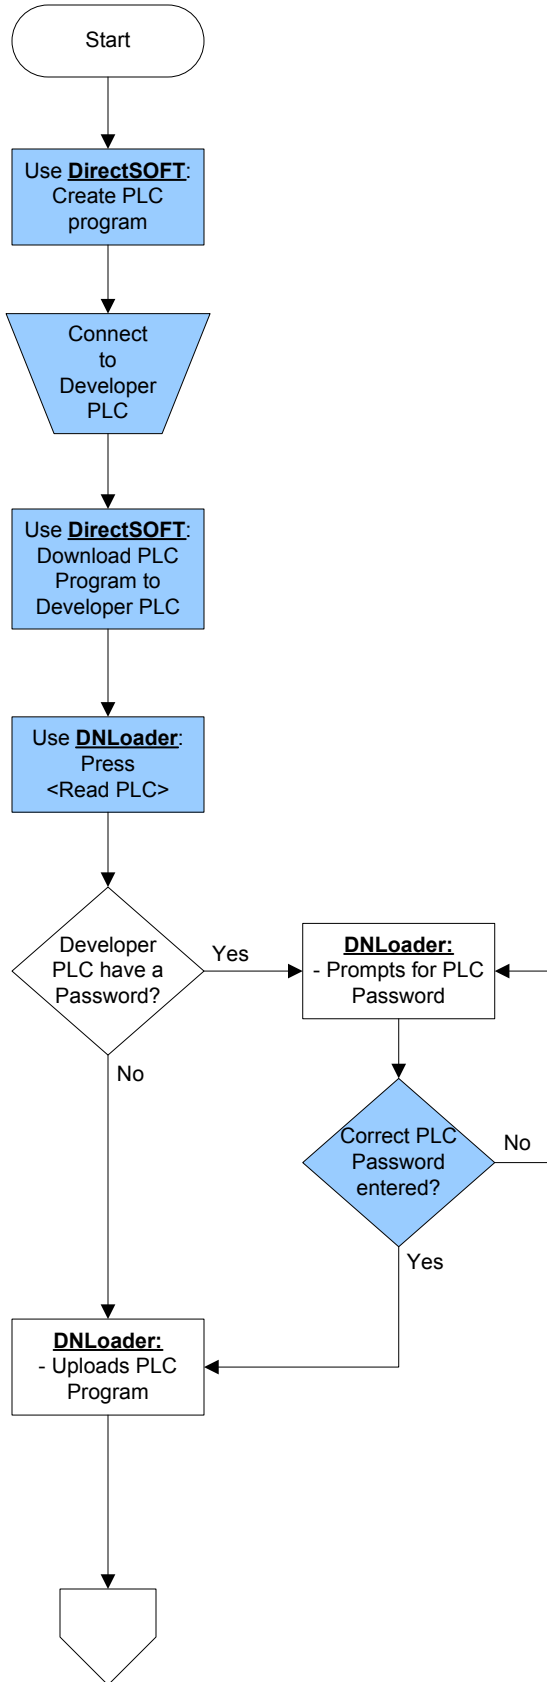 Start
Use DirectSOFT:
Create PLC
program
Connect
to
Developer
PLC
Use DirectSOFT:
Download PLC
Program to
Developer PLC
Use DNLoader:
Press
<Read PLC>
Developer
PLC have a
Password?
Yes
No
DNLoader:
- Prompts for PLC
Password
Correct PLC
Password
entered?
No
Yes
DNLoader:
- Uploads PLC
Program